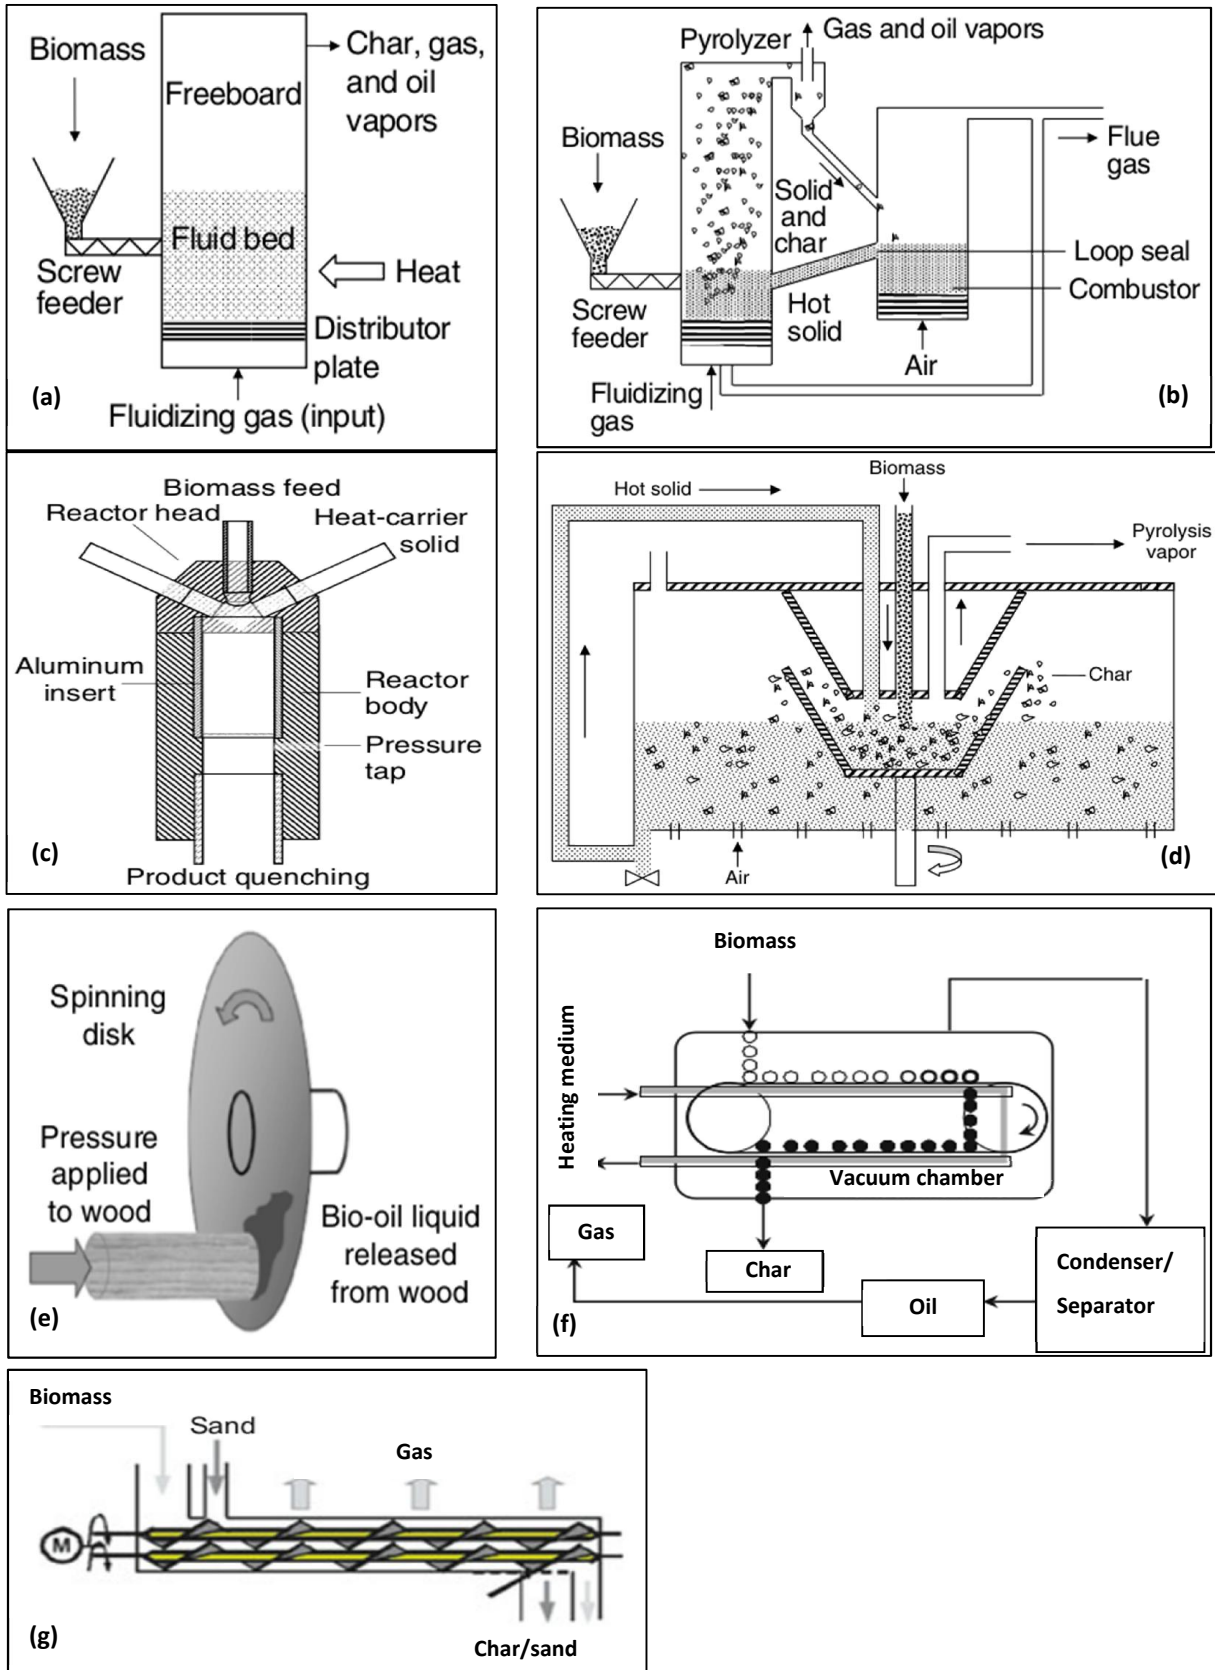 Biomass
Char, gas,
and oil
vapors
Freeboard
Fluid bed
Screw
feeder
Heat
Distributor
plate
(a)
Fluidizing gas (input)
Pyrolyzer
Gas and oil vapors
Biomass
Flue
gas
Solid
and
char
Loop seal
Combustor
Screw
feeder
Hot
solid
Air
Fluidizing
gas
(b)
Biomass feed
Reactor head
Heat-carrier
solid
Aluminum
insert
Reactor
body
Pressure
tap
(c)
Product quenching
Biomass
Hot solid
Pyrolysis
vapor
Char
Air
(d)
Spinning
disk
Pressure
applied
to wood
Bio-oil liquid
released
from wood
(e)
Biomass
Heating medium
Vacuum chamber
Gas
Char
Oil
Condenser/
Separator
(f)
Biomass
Sand
Gas
M
(g)
Char/sand